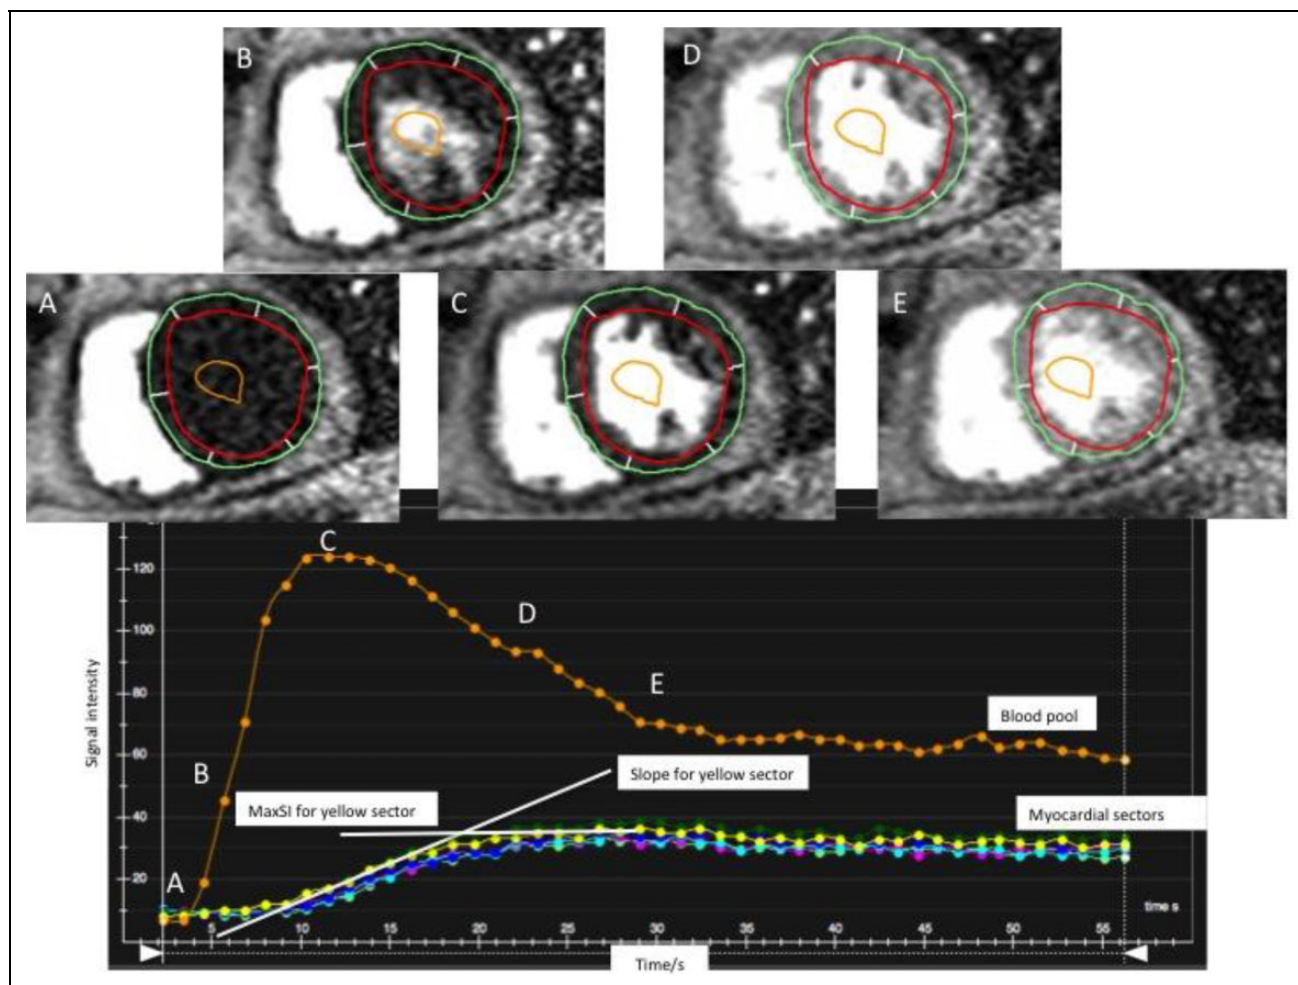 B
D
A
C
E
C
120
100
D
80
E
Blood pool
60
Signal intensity
B
Slope for yellow sector
MaxSI for yellow sector
40
Myocardial sectors
20
A
time s
5 10 15 20 25 30 35 40 45 50 55
Time/s